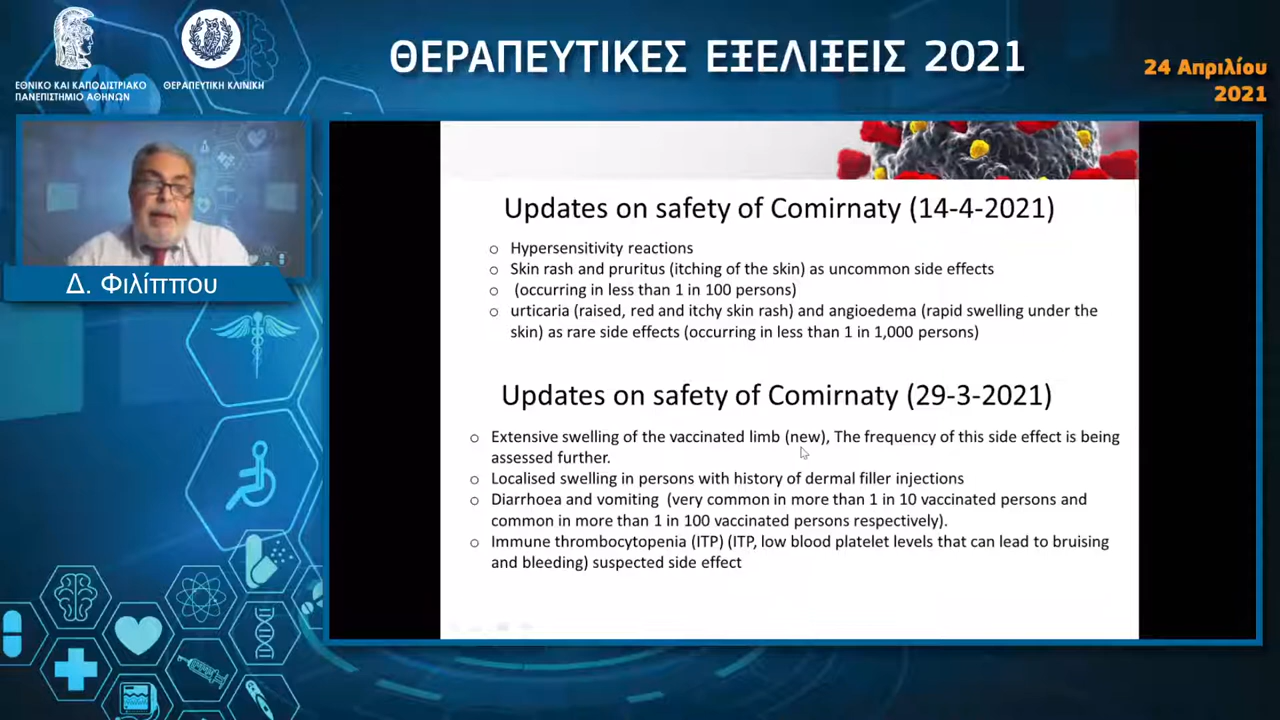 ΕΘΝΙΚΟ ΚΑΙ ΚΑΠΟΔΙΣΤΡΙΑΚΟ
ΠΑΝΕΠΙΣΤΗΜΙΟ ΑΘΗΝΩΝ
ΘΕΡΑΠΕΥΤΙΚΗ ΚΛΙΝΙΚΗ
ΘΕΡΑΠΕΥΤΙΚΕΣ ΕΞΕΛΙΞΕΙΣ 2021
24 Απριλίου
2021
Δ. Φιλίππου
Updates on safety of Comirnaty (14-4-2021)
o Hypersensitivity reactions
o Skin rash and pruritus (itching of the skin) as uncommon side effects
o (occurring in less than 1 in 100 persons)
o urticaria (raised, red and itchy skin rash) and angioedema (rapid swelling under the
skin) as rare side effects (occurring in less than 1 in 1,000 persons)
Updates on safety of Comirnaty (29-3-2021)
o Extensive swelling of the vaccinated limb (new), The frequency of this side effect is being
assessed further.
o Localised swelling in persons with history of dermal filler injections
o Diarrhoea and vomiting (very common in more than 1 in 10 vaccinated persons and
common in more than 1 in 100 vaccinated persons respectively).
o Immune thrombocytopenia (ITP) (ITP, low blood platelet levels that can lead to bruising
and bleeding) suspected side effect